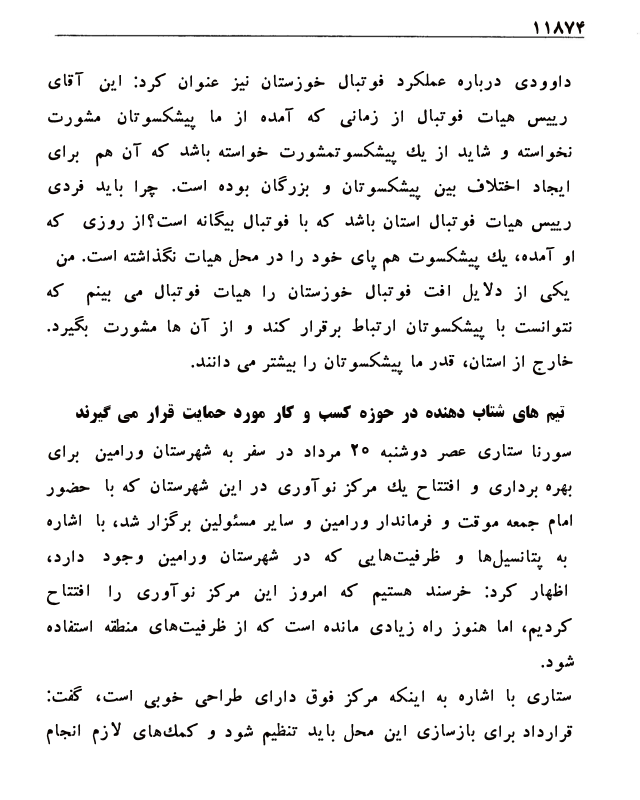 ۱۱۸۷۴
داوودی درباره عملکرد فوتبال خوزستان نیز عنوان کرد: این آقای
رییس هیات فوتبال از زمانی که آمده از ما پیشکسوتان مشورت
نخواسته و شاید از یك پیشکسوتمشورت خواسته باشد که آن هم برای
ایجاد اختلاف بین پیشکسوتان و بزرگان بوده است. چرا باید فردی
رییس هیات فوتبال استان باشد که با فوتبال بیگانه است؟از روزی که
او آمده، یك پیشکسوت هم پای خود را در محل هیات نگذاشته است. من
یکی از دلایل افت فوتبال خوزستان را هیات فوتبال می بینم که
نتوانست با پیشکسوتان ارتباط برقرار کند و از آن ها مشورت بگیرد.
خارج از استان، قدر ما پیشکسوتان را بیشتر می دانند.
تیم های شتاب دهنده در حوزه کسب و کار مورد حمایت قرار می گیرند
سورنا ستاری عصر دوشنبه ۲۵ مرداد در سفر به شهرستان ورامین برای
بهره برداری و افتتاح یك مرکز نوآوری در این شهرستان که با حضور
امام جمعه موقت و فرماندار ورامین و سایر مسئولین برگزار شد، با اشاره
به پتانسیل‌ها و ظرفیت‌هایی که در شهرستان ورامین وجود دارد،
اظهار کرد: خرسند هستیم که امروز این مرکز نوآوری را افتتاح
کردیم، اما هنوز راه زیادی مانده است که از ظرفیت‌های منطقه استفاده
شود.
ستاری با اشاره به اینکه مرکز فوق دارای طراحی خوبی است، گفت:
قرارداد برای بازسازی این محل باید تنظیم شود و کمك‌های لازم انجام